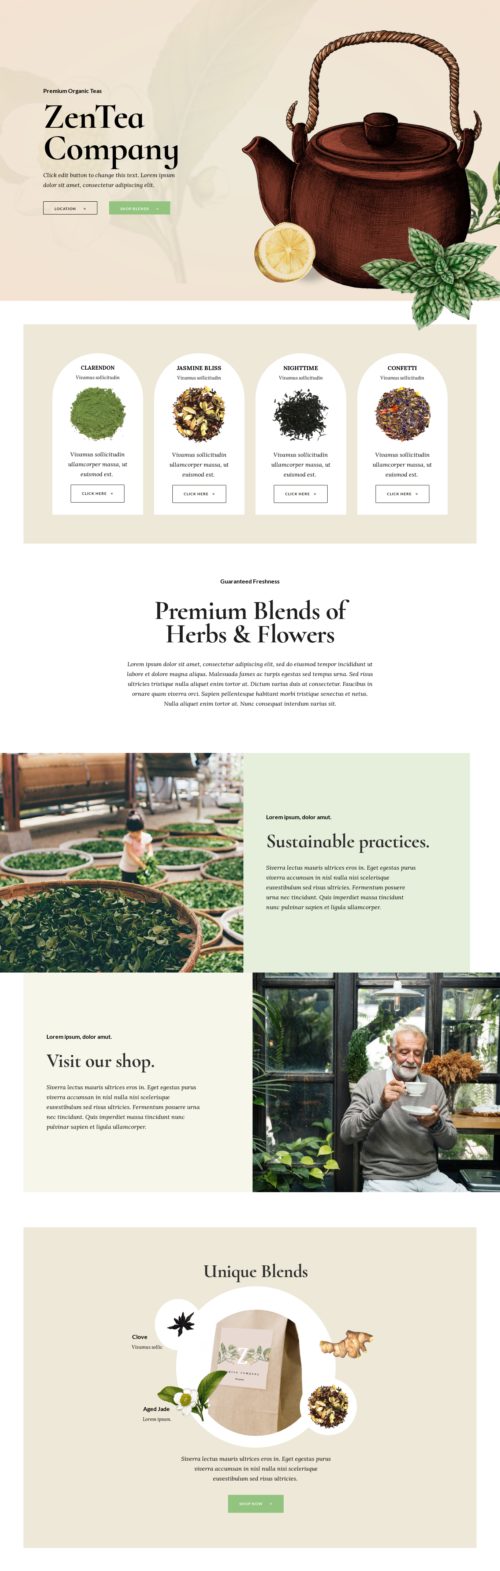 Premium Organic Teas
ZenTea
Company
Click edit button to change this text. Lorem ipsum
dolor sit amet, consectetur adipiscing elit.
LOCATION
SHOP BLENDS
CLARENDON
Vivamus sollicitudin
Vivamus sollicitudin
ullamcorper massa, ut
euismod est.
CLICK HERE
JASMINE BLISS
Vivamus sollicitudin
Vivamus sollicitudin
ullamcorper massa, ut
euismod est.
CLICK HERE
NIGHTTIME
Vivamus sollicitudin
Vivamus sollicitudin
ullamcorper massa, ut
euismod est.
CLICK HERE
CONFETTI
Vivamus sollicitudin
Vivamus sollicitudin
ullamcorper massa, ut
euismod est.
CLICK HERE
Guaranteed Freshness
Premium Blends of
Herbs & Flowers
Lorem ipsum dolor sit amet, consectetur adipiscing elit, sed do eiusmod tempor incididunt ut
labore et dolore magna aliqua. Malesuada fames ac turpis egestas sed tempus urna. Sed risus
ultricies tristique nulla aliquet enim tortor at. Dictum varius duis at consectetur. Faucibus in
ornare quam viverra orci. Sapien pellentesque habitant morbi tristique senectus et netus.
Nulla aliquet enim tortor at. Nunc consequat interdum varius sit.
Lorem ipsum, dolor amut.
Sustainable practices.
Siverra lectus mauris ultrices eros in. Eget egestas purus
viverra accumsan in nisl nulla nisi scelerisque
euvestibulum sed risus ultricies. Fermentum posuere
urna nec tincidunt. Quis imperdiet massa tincidunt
nunc pulvinar sapien et ligula ullamcorper.
Lorem ipsum, dolor amut.
Visit our shop.
Siverra lectus mauris ultrices eros in. Eget egestas purus
viverra accumsan in nisl nulla nisi scelerisque
euvestibulum sed risus ultricies. Fermentum posuere urna
nec tincidunt. Quis imperdiet massa tincidunt nunc
pulvinar sapien et ligula ullamcorper.
Unique Blends
Clove
Vivamus sollic
Z
Aged Jade
Lorem ipsum.
Siverra lectus mauris ultrices eros in. Eget egestas purus
viverra accumsan in nisl nulla nisi scelerisque
euvestibulum sed risus ultricies.
SHOP NOW